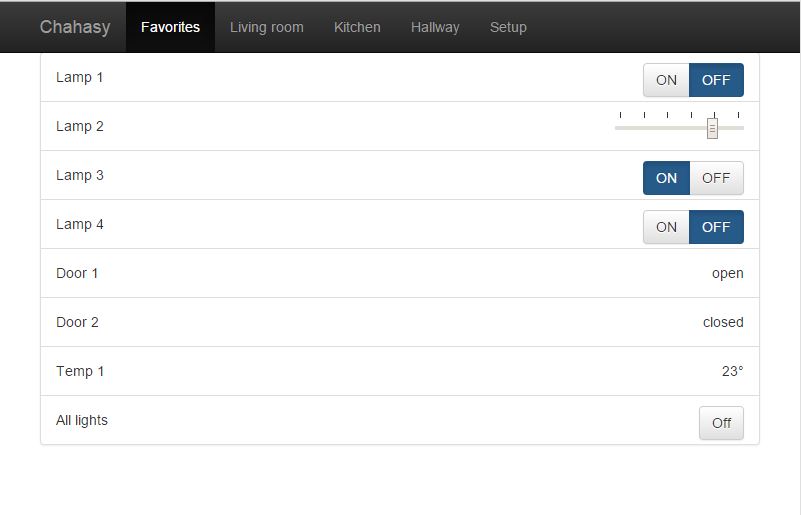 Chahasy Favorites Living room Kitchen Hallway Setup
Lamp 1 ON OFF
Lamp 2
Lamp 3 ON OFF
Lamp 4 ON OFF
Door 1 open
Door 2 closed
Temp 1 23°
All lights Off